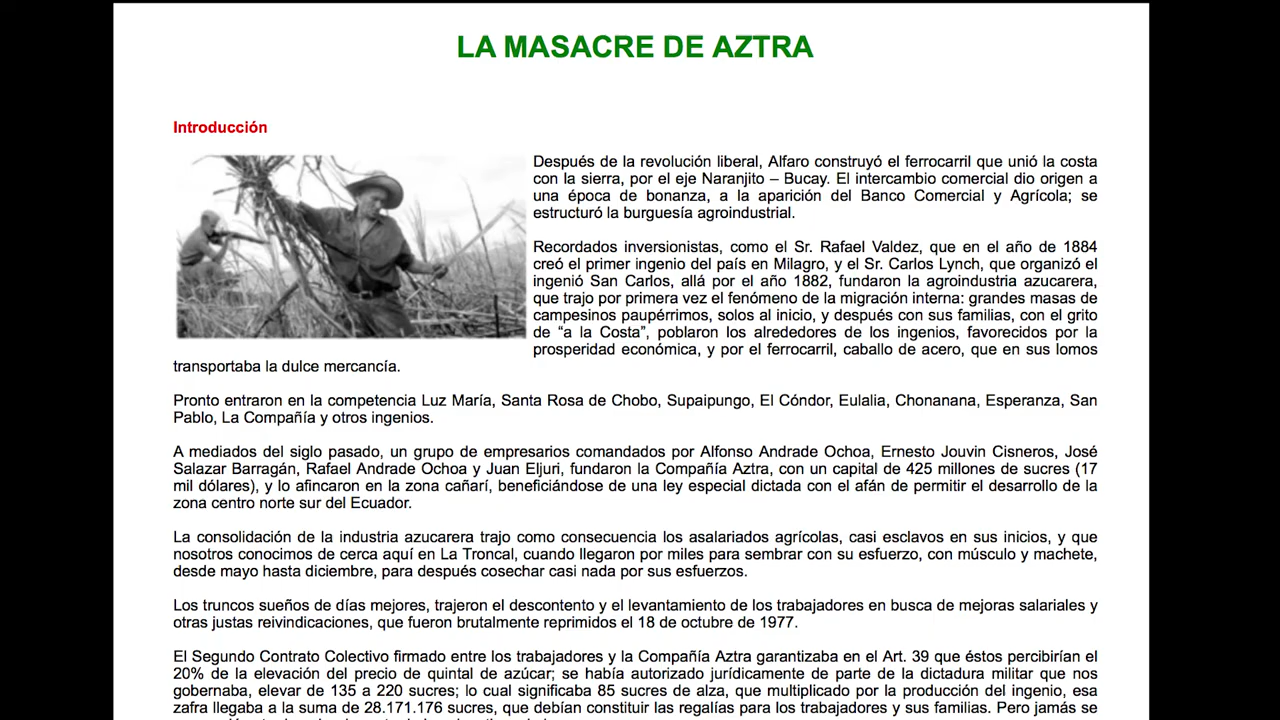 LA MASACRE DE AZTRA
Introducción
Después de la revolución liberal, Alfaro construyó el ferrocarril que unió la costa
con la sierra, por el eje Naranjito – Bucay. El intercambio comercial dio origen a
una época de bonanza, a la aparición del Banco Comercial y Agrícola; se
estructuró la burguesía agroindustrial.
Recordados inversionistas, como el Sr. Rafael Valdez, que en el año de 1884
creó el primer ingenio del país en Milagro, y el Sr. Carlos Lynch, que organizó el
ingenió San Carlos, allá por el año 1882, fundaron la agroindustria azucarera,
que trajo por primera vez el fenómeno de la migración interna: grandes masas de
campesinos paupérrimos, solos al inicio, y después con sus familias, con el grito
de “a la Costa”, poblaron los alrededores de los ingenios, favorecidos por la
prosperidad económica, y por el ferrocarril, caballo de acero, que en sus lomos
transportaba la dulce mercancía.
Pronto entraron en la competencia Luz María, Santa Rosa de Chobo, Supaipungo, El Cóndor, Eulalia, Chonanana, Esperanza, San
Pablo, La Compañía y otros ingenios.
A mediados del siglo pasado, un grupo de empresarios comandados por Alfonso Andrade Ochoa, Ernesto Jouvin Cisneros, José
Salazar Barragán, Rafael Andrade Ochoa y Juan Eljuri, fundaron la Compañía Aztra, con un capital de 425 millones de sucres (17
mil dólares), y lo afincaron en la zona cañarí, beneficiándose de una ley especial dictada con el afán de permitir el desarrollo de la
zona centro norte sur del Ecuador.
La consolidación de la industria azucarera trajo como consecuencia los asalariados agrícolas, casi esclavos en sus inicios, y que
nosotros conocimos de cerca aquí en La Troncal, cuando llegaron por miles para sembrar con su esfuerzo, con músculo y machete,
desde mayo hasta diciembre, para después cosechar casi nada por sus esfuerzos.
Los truncos sueños de días mejores, trajeron el descontento y el levantamiento de los trabajadores en busca de mejoras salariales y
otras justas reivindicaciones, que fueron brutalmente reprimidos el 18 de octubre de 1977.
El Segundo Contrato Colectivo firmado entre los trabajadores y la Compañía Aztra garantizaba en el Art. 39 que éstos percibirían el
20% de la elevación del precio de quintal de azúcar; se había autorizado jurídicamente de parte de la dictadura militar que nos
gobernaba, elevar de 135 a 220 sucres; lo cual significaba 85 sucres de alza, que multiplicado por la producción del ingenio, esa
zafra llegaba a la suma de 28.171.176 sucres, que debían constituir las regalías para los trabajadores y sus familias. Pero jamás se